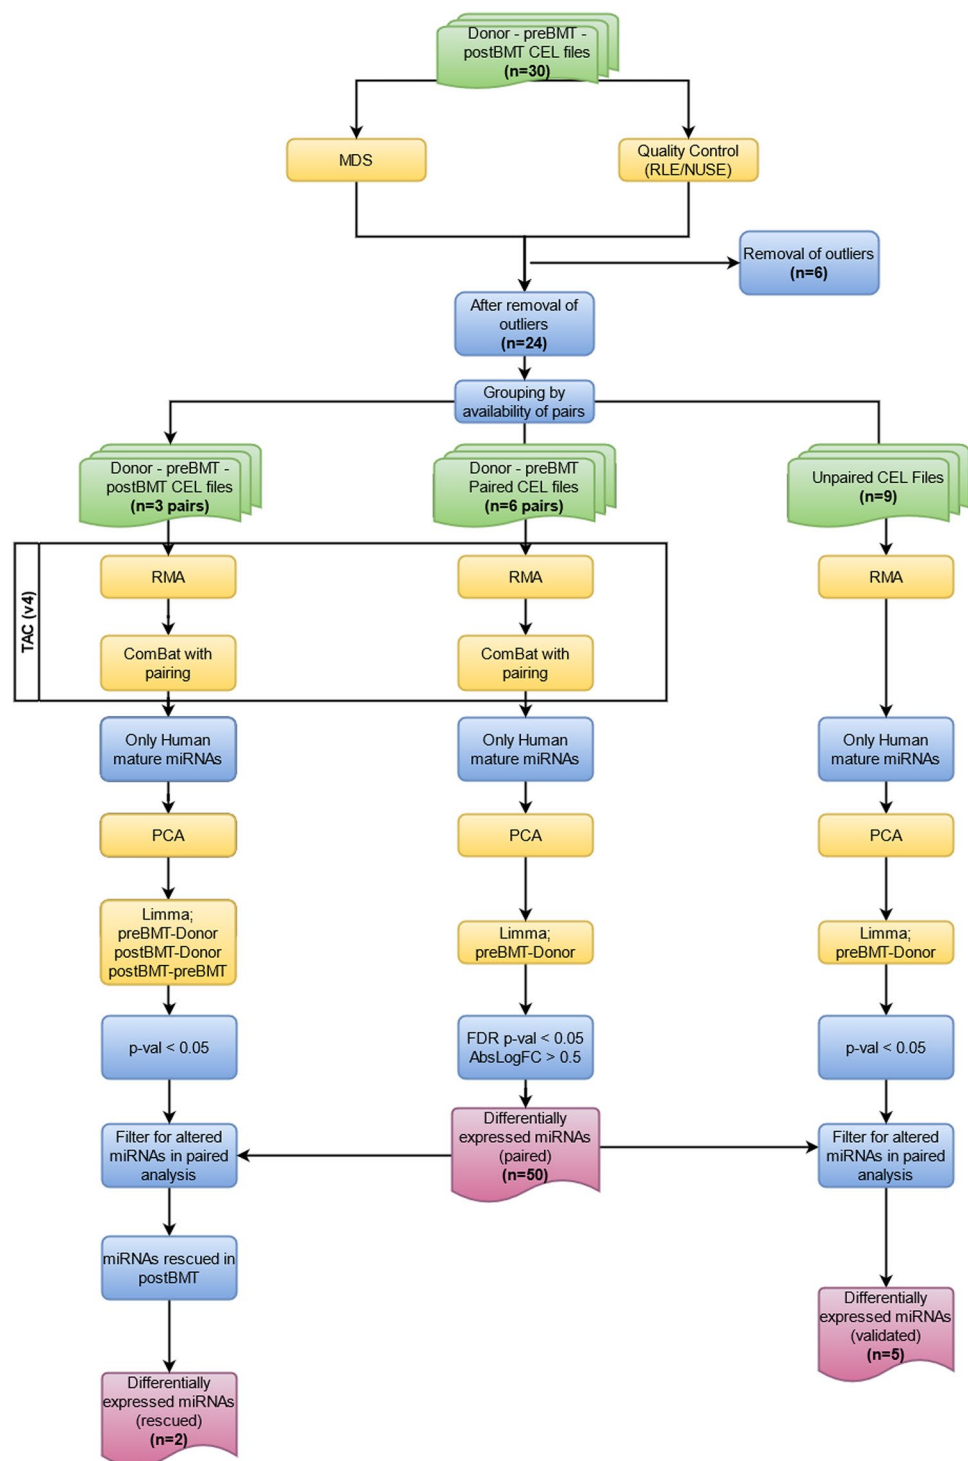 Donor - preBMT -
postBMT CEL files
(n=30)
MDS
Quality Control
(RLE/NUSE)
Removal of outliers
(n=6)
After removal of
outliers
(n=24)
Grouping by
availability of pairs
Donor - preBMT -
postBMT CEL files
(n=3 pairs)
Donor - preBMT
Paired CEL files
(n=6 pairs)
Unpaired CEL Files
(n=9)
TAC (v4)
RMA
RMA
RMA
ComBat with
pairing
ComBat with
pairing
Only Human
mature miRNAs
Only Human
mature miRNAs
Only Human
mature miRNAs
PCA
PCA
PCA
Limma;
preBMT-Donor
postBMT-Donor
postBMT-preBMT
Limma;
preBMT-Donor
Limma;
preBMT-Donor
p-val < 0.05
FDR p-val < 0.05
AbsLogFC > 0.5
p-val < 0.05
Filter for altered
miRNAs in paired
analysis
Differentially
expressed miRNAs
(paired)
(n=50)
Filter for altered
miRNAs in paired
analysis
miRNAs rescued in
postBMT
Differentially
expressed miRNAs
(validated)
(n=5)
Differentially
expressed miRNAs
(rescued)
(n=2)